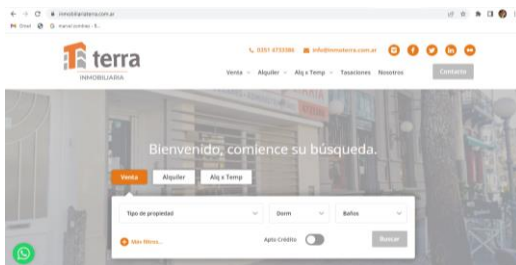 inmobiliariaterra.com.ar
Gmail
terra
INMOBILIARIA
0351 4733384 info@inmoterra.com.ar
Venta Alquiler Alq x Temp Tasaciones Nosotros
Contacto
Bienvenido, comience su búsqueda.
Venta Alquiler Alq x Temp
Tipo de propiedad Dorm Baños
Más filtros... Apto Crédito Buscar